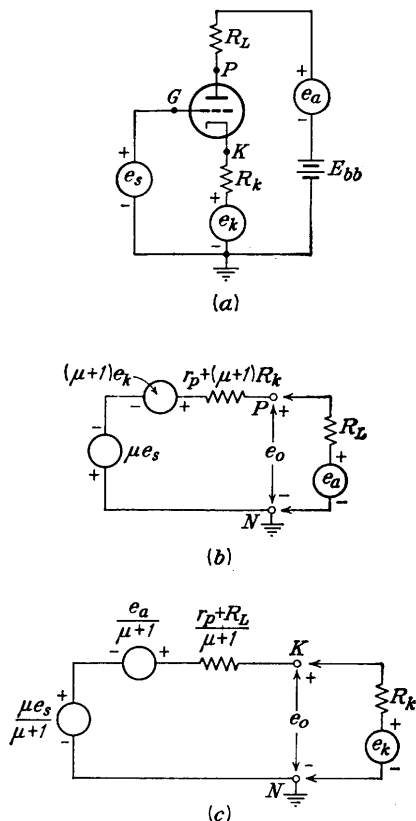 R_L
P
+
e_a
-
G
K
+
e_s
-
R_k
+
e_k
-
E_bb
(a)
(μ+1)e_k
r_p+(μ+1)R_k
- +
P +
- μe_s +
e_o
R_L
+
e_a
-
-
N
(b)
e_a/μ+1
r_p+R_L/μ+1
- +
K
+
+ μe_s/μ+1 -
e_o
R_k
+
e_k
-
-
N
(c)